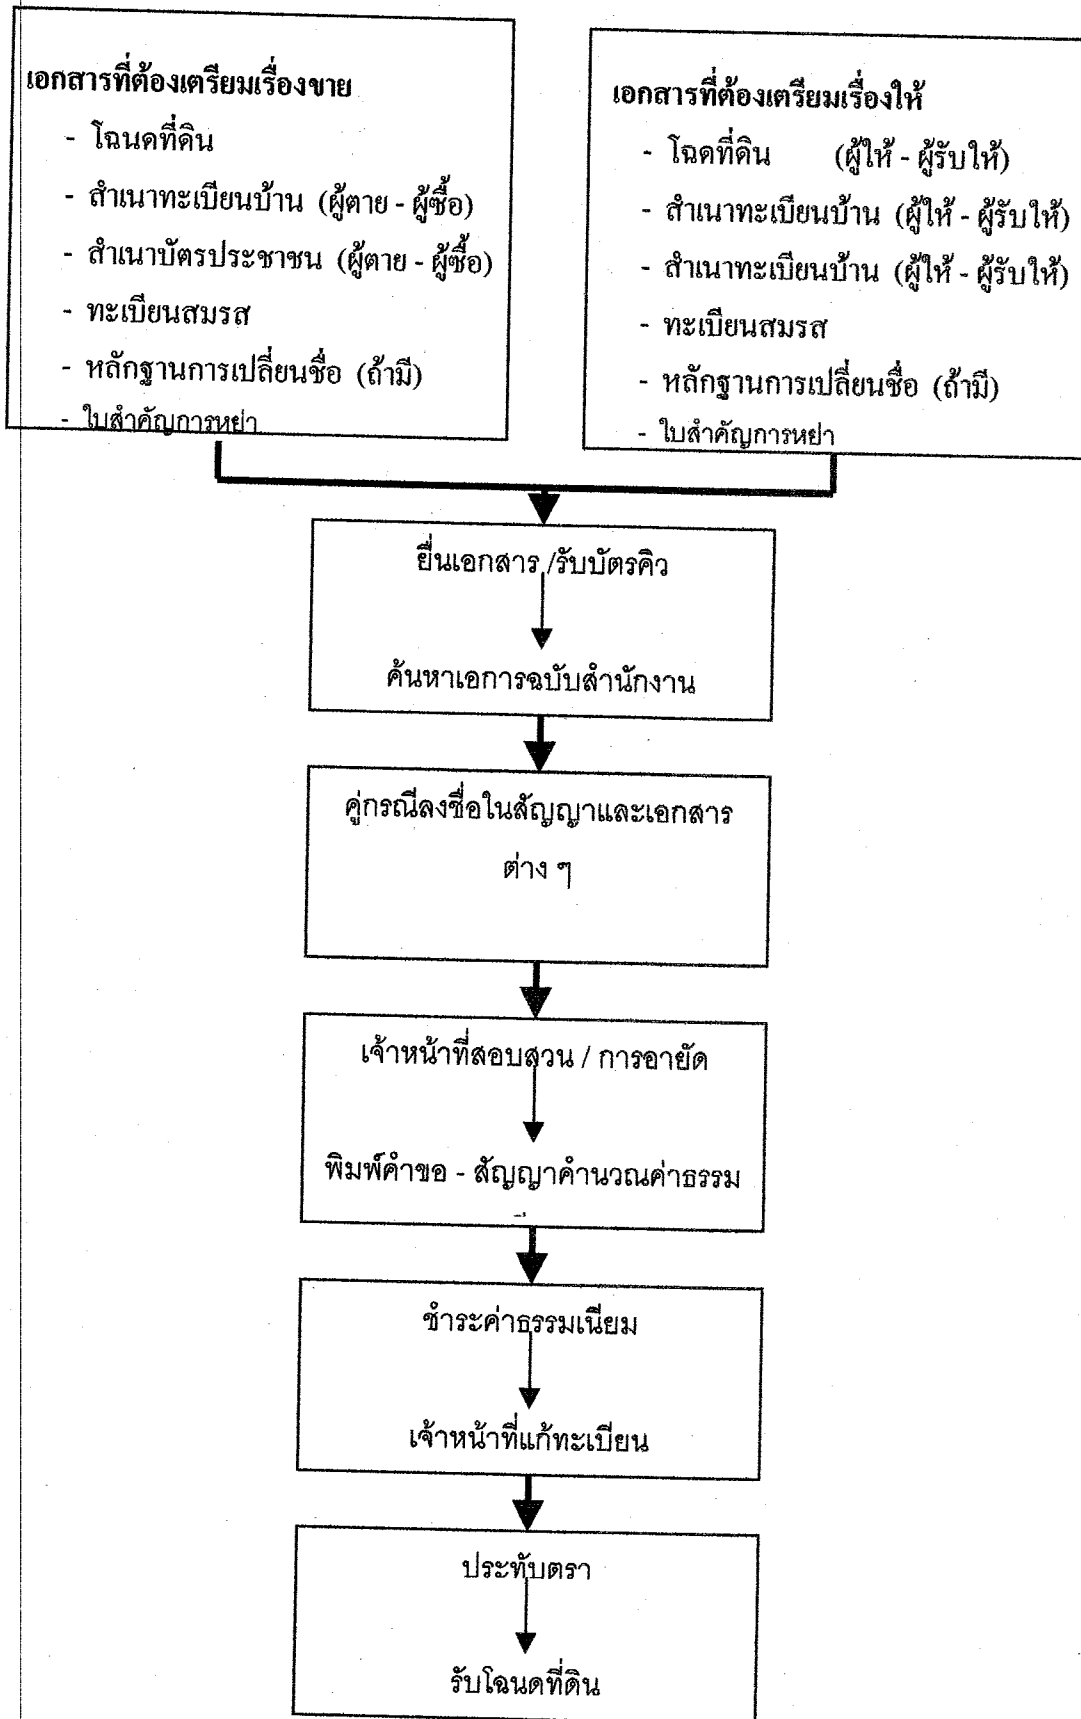 เอกสารที่ต้องเตรียมเรื่องขาย
- โฉนดที่ดิน
- สำเนาทะเบียนบ้าน (ผู้ตาย - ผู้ซื้อ)
- สำเนาบัตรประชาชน (ผู้ตาย - ผู้ซื้อ)
- ทะเบียนสมรส
- หลักฐานการเปลี่ยนชื่อ (ถ้ามี)
- ใบสำคัญการหย่า
เอกสารที่ต้องเตรียมเรื่องให้
- โฉดที่ดิน (ผู้ให้ - ผู้รับให้)
- สำเนาทะเบียนบ้าน (ผู้ให้ - ผู้รับให้)
- สำเนาทะเบียนบ้าน (ผู้ให้ - ผู้รับให้)
- ทะเบียนสมรส
- หลักฐานการเปลี่ยนชื่อ (ถ้ามี)
- ใบสำคัญการหย่า
ยื่นเอกสาร /รับบัตรคิว
ค้นหาเอการฉบับสำนักงาน
คู่กรณีลงชื่อในสัญญาและเอกสาร
ต่าง ๆ
เจ้าหน้าที่สอบสวน / การอายัด
พิมพ์คำขอ - สัญญาคำนวณค่าธรรม
ชำระค่าธรรมเนียม
เจ้าหน้าที่แก้ทะเบียน
ประทับตรา
รับโฉนดที่ดิน